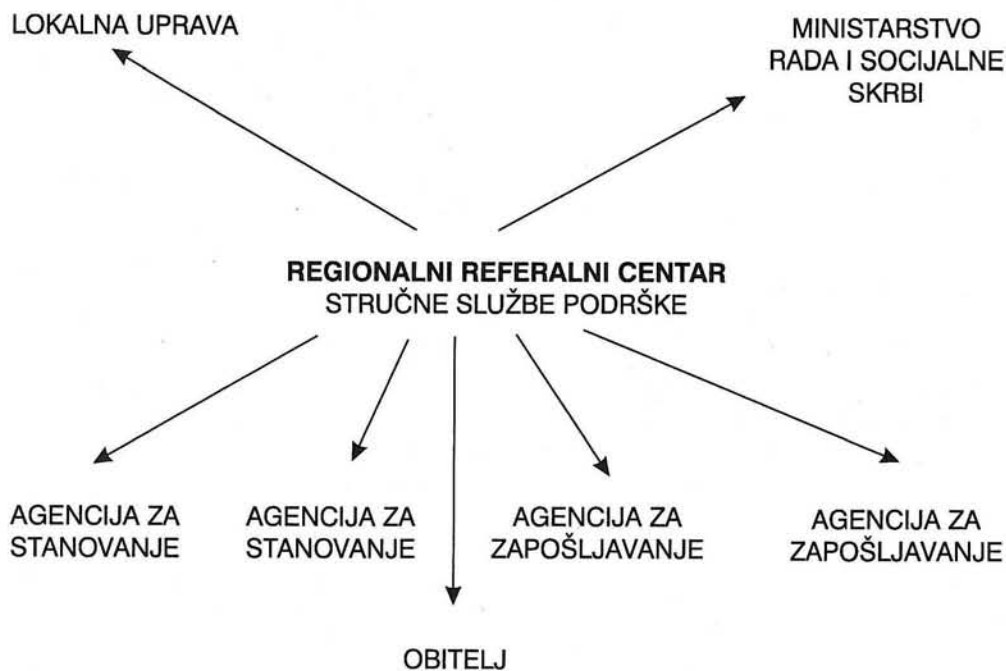 LOKALNA UPRAVA
MINISTARSTVO
RADA I SOCIJALNE
SKRBI
REGIONALNI REFERALNI CENTAR
STRUČNE SLUŽBE PODRŠKE
AGENCIJA ZA
STANOVANJE
AGENCIJA ZA
STANOVANJE
AGENCIJA ZA
ZAPOŠLJAVANJE
AGENCIJA ZA
ZAPOŠLJAVANJE
OBITELJ